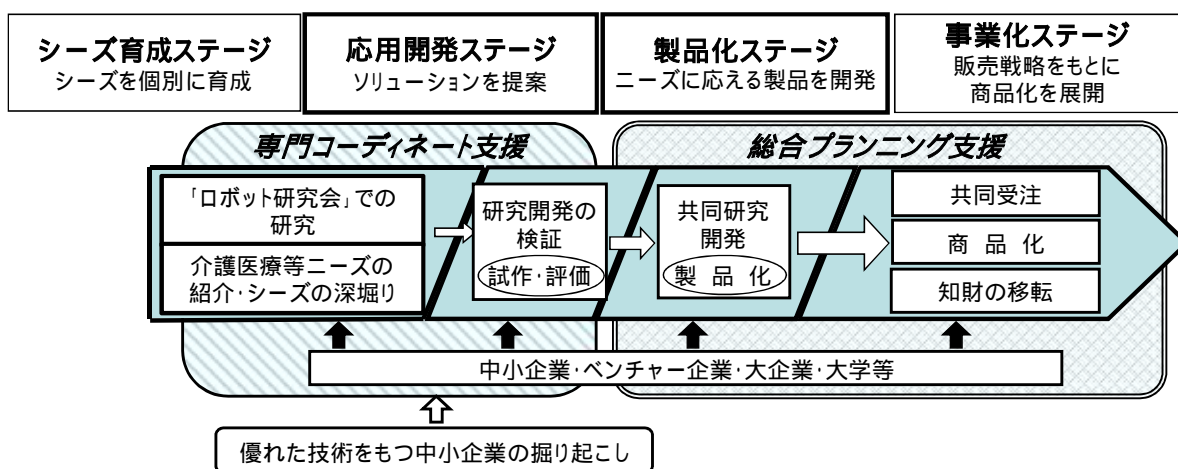 シーズ育成ステージ
シーズを個別に育成
応用開発ステージ
ソリューションを提案
製品化ステージ
ニーズに応える製品を開発
事業化ステージ
販売戦略をもとに
商品化を展開
専門コーディネート支援
総合プランニング支援
「ロボット研究会」での
研究
介護医療等ニーズの
紹介・シーズの深堀り
研究開発の
検証
試作・評価
共同研究
開発
製 品 化
共同受注
商 品 化
知財の移転
中小企業・ベンチャー企業・大企業・大学等
優れた技術をもつ中小企業の掘り起こし